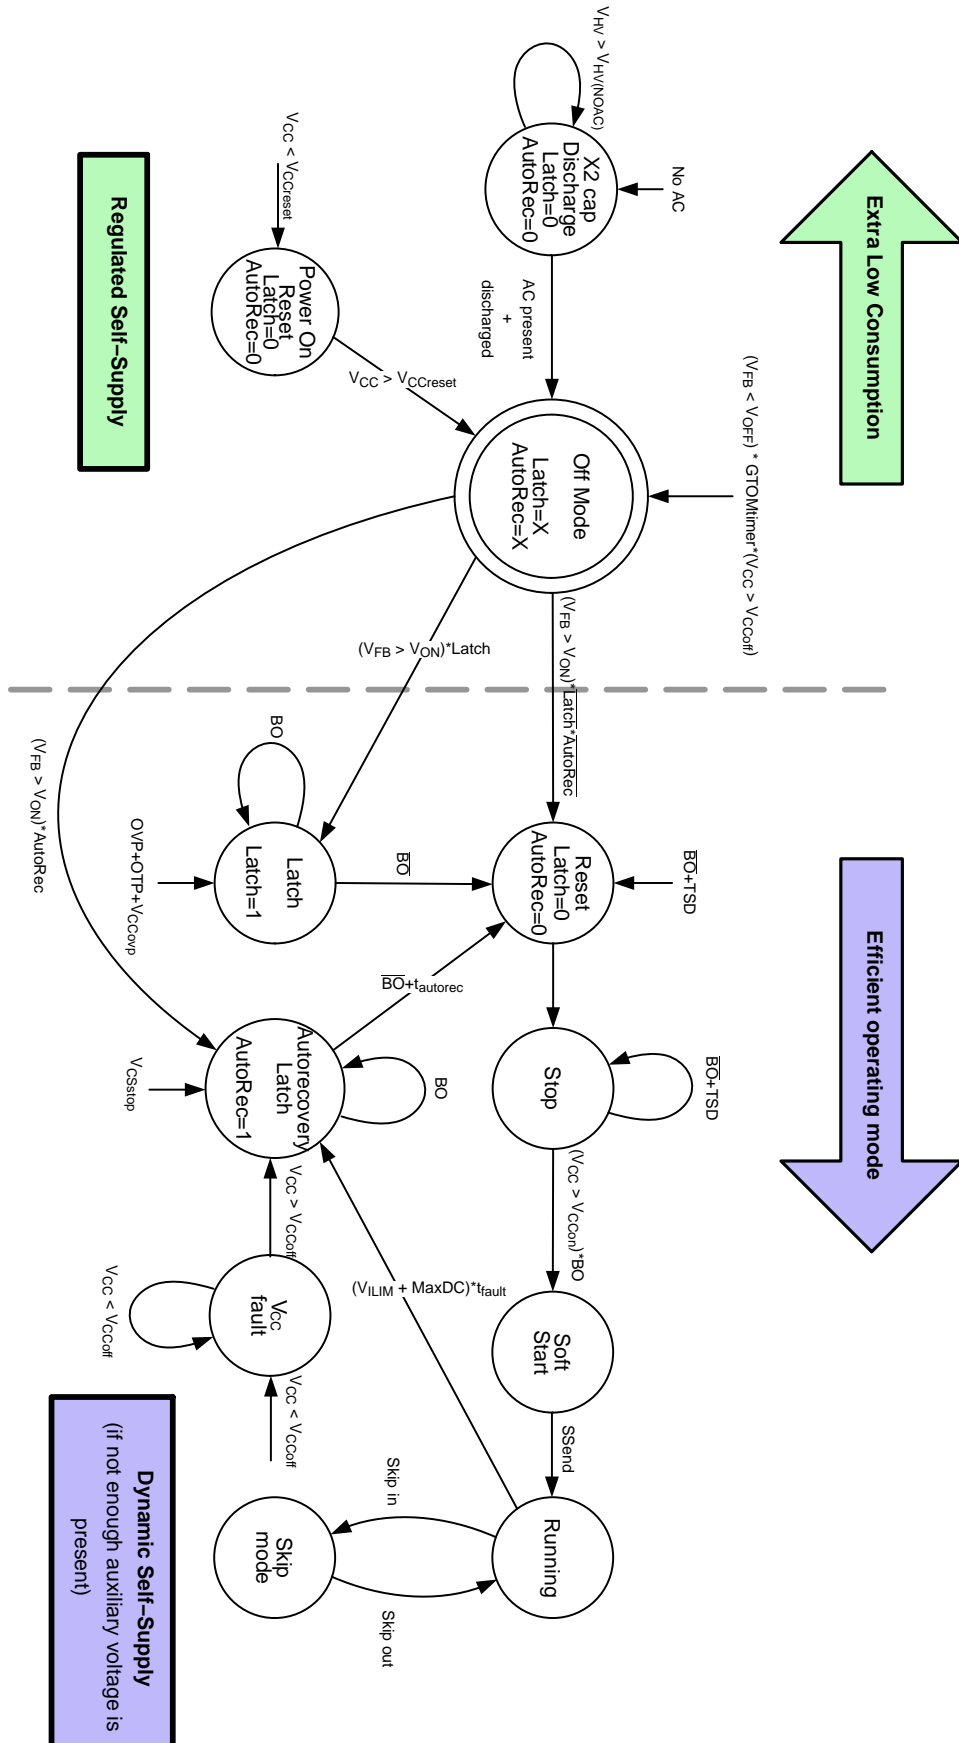 Extra Low Consumption
Efficient operating mode
(VFB < VOFF) * GTOMtimer*(VCC > VCCoff)
No AC
X2 cap
Discharge
Latch=0
AutoRec=0
VHV > VHV(NOAC)
AC present
+
discharged
Off Mode
Latch=X
AutoRec=X
(VFB > VON)*Latch*AutoRec
BO+TSD
Reset
Latch=0
AutoRec=0
Stop
BO+TSD
(VCC > VCCon)*BO
Soft
Start
SSend
Running
VCC < VCCreset
Power On
Reset
Latch=0
AutoRec=0
VCC > VCCreset
(VFB > VON)*Latch
BO
Latch
Latch=1
OVP+OTP+VCCovp
BO
BO+tautorec
(VFB > VON)*AutoRec
Autorecovery
Latch
AutoRec=1
VCSstop
BO
VCC > VCCoff
VCC
fault
VCC < VCCoff
VCC < VCCoff
(VILIM + MaxDC)*tfault
Skip in
Skip out
Skip
mode
Regulated Self–Supply
Dynamic Self–Supply
(if not enough auxiliary voltage is
present)